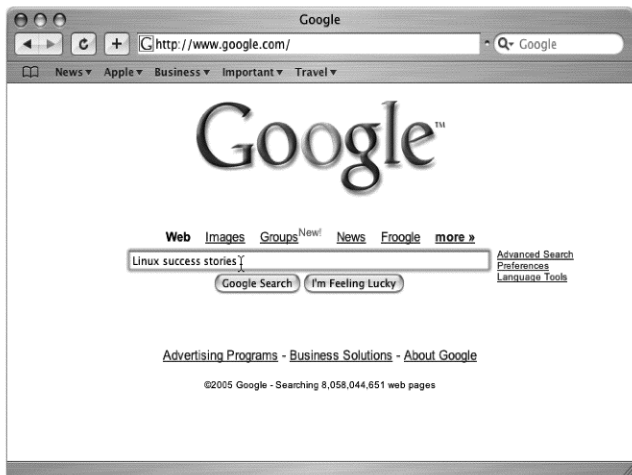 Google
http://www.google.com/ Google
News ▾ Apple ▾ Business ▾ Important ▾ Travel ▾
Google™
Web Images Groups New! News Froogle more »
Linux success stories
Advanced Search
Preferences
Language Tools
Google Search I'm Feeling Lucky
Advertising Programs - Business Solutions - About Google
©2005 Google - Searching 8,058,044,651 web pages